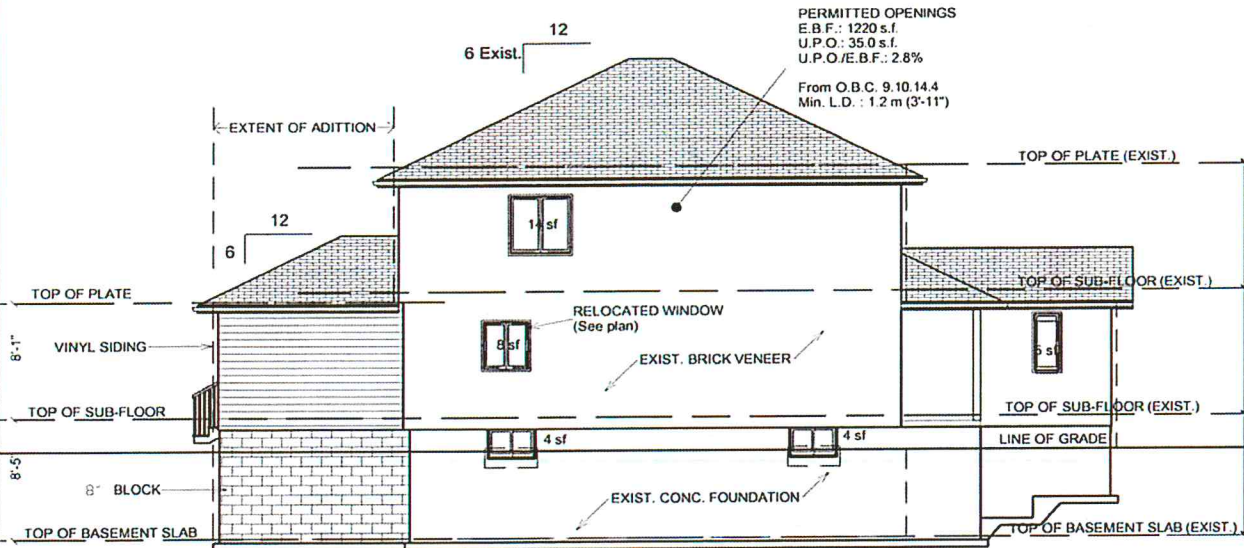 PERMITTED OPENINGS
E.B.F.: 1220 s.f.
U.P.O.: 35.0 s.f.
U.P.O./E.B.F.: 2.8%
From O.B.C. 9.10.14.4
Min. L.D. : 1.2 m (3'-11")
12
6 Exist.
EXTENT OF ADITTION
TOP OF PLATE (EXIST.)
12
6
14 sf
TOP OF SUB-FLOOR (EXIST.)
TOP OF PLATE
RELOCATED WINDOW
(See plan)
8'-1"
VINYL SIDING
8 sf
EXIST. BRICK VENEER
5 sf
TOP OF SUB-FLOOR
TOP OF SUB-FLOOR (EXIST.)
4 sf
4 sf
LINE OF GRADE
8'-5"
8" BLOCK
EXIST. CONC. FOUNDATION
TOP OF BASEMENT SLAB
TOP OF BASEMENT SLAB (EXIST.)